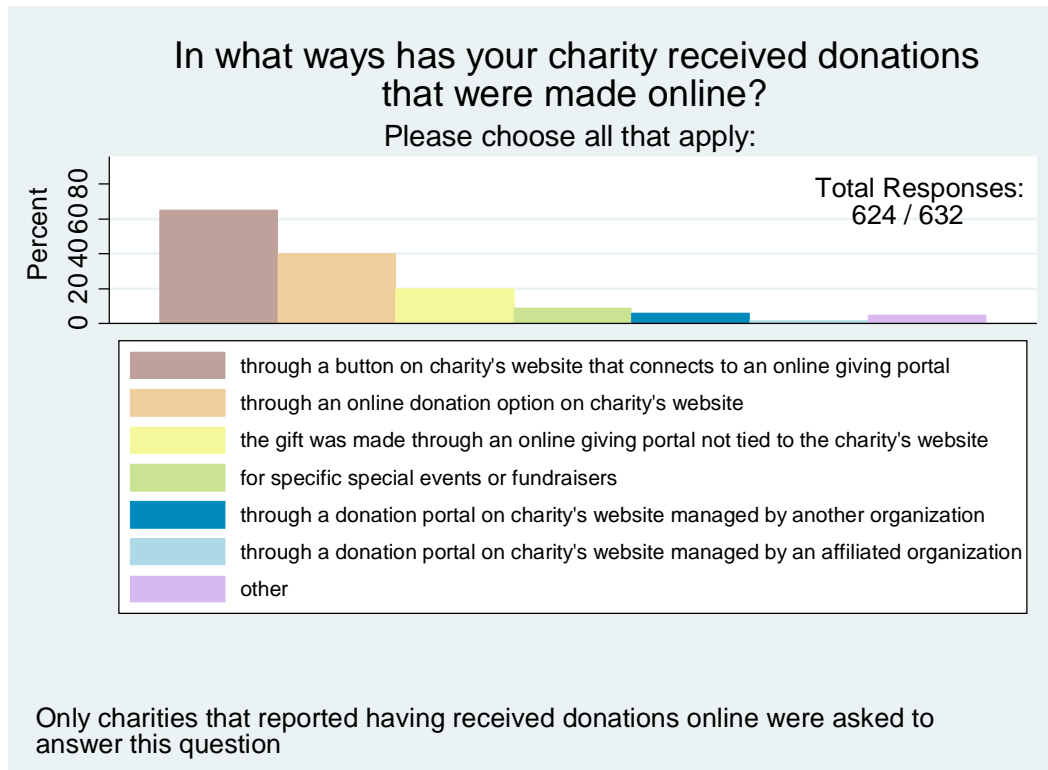 In what ways has your charity received donations
that were made online?
Please choose all that apply:
Percent
80
60
40
20
0
Total Responses:
624 / 632
through a button on charity's website that connects to an online giving portal
through an online donation option on charity's website
the gift was made through an online giving portal not tied to the charity's website
for specific special events or fundraisers
through a donation portal on charity's website managed by another organization
through a donation portal on charity's website managed by an affiliated organization
other
Only charities that reported having received donations online were asked to
answer this question